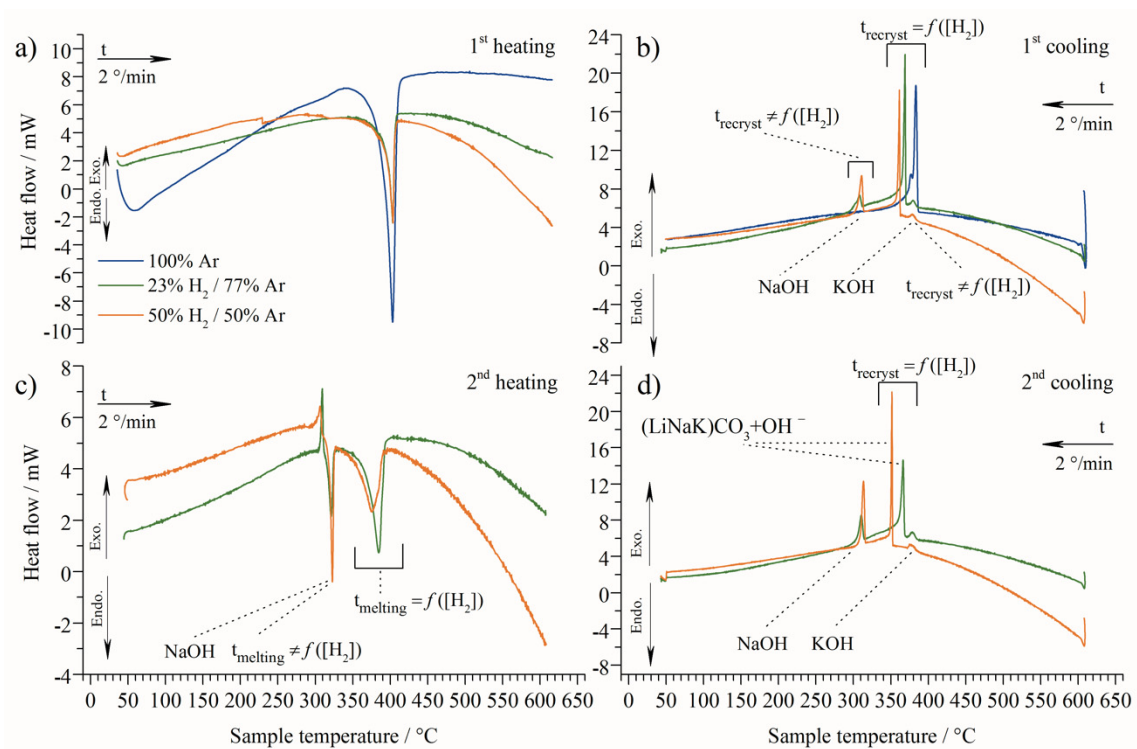 a)
t
2 °/min
1st heating
Heat flow / mW
Endo. Exo.
11
10
8
6
4
2
0
-2
-4
-6
-8
-10
100% Ar
23% H2 / 77% Ar
50% H2 / 50% Ar
b)
trecryst = f ([H2])
1st cooling
t
2 °/min
trecryst ≠ f ([H2])
24
20
16
12
8
4
0
-4
-8
Exo.
Endo.
NaOH
KOH
trecryst ≠ f ([H2])
c)
t
2 °/min
2nd heating
Heat flow / mW
8
6
4
2
0
-2
-4
Exo.
Endo.
tmelting = f ([H2])
NaOH
tmelting ≠ f ([H2])
0 50 100 150 200 250 300 350 400 450 500 550 600 650
Sample temperature / °C
d)
trecryst = f ([H2])
2nd cooling
(LiNaK)CO3+OH −
t
2 °/min
24
20
16
12
8
4
0
-4
-8
Exo.
Endo.
NaOH
KOH
0 50 100 150 200 250 300 350 400 450 500 550 600 650
Sample temperature / °C